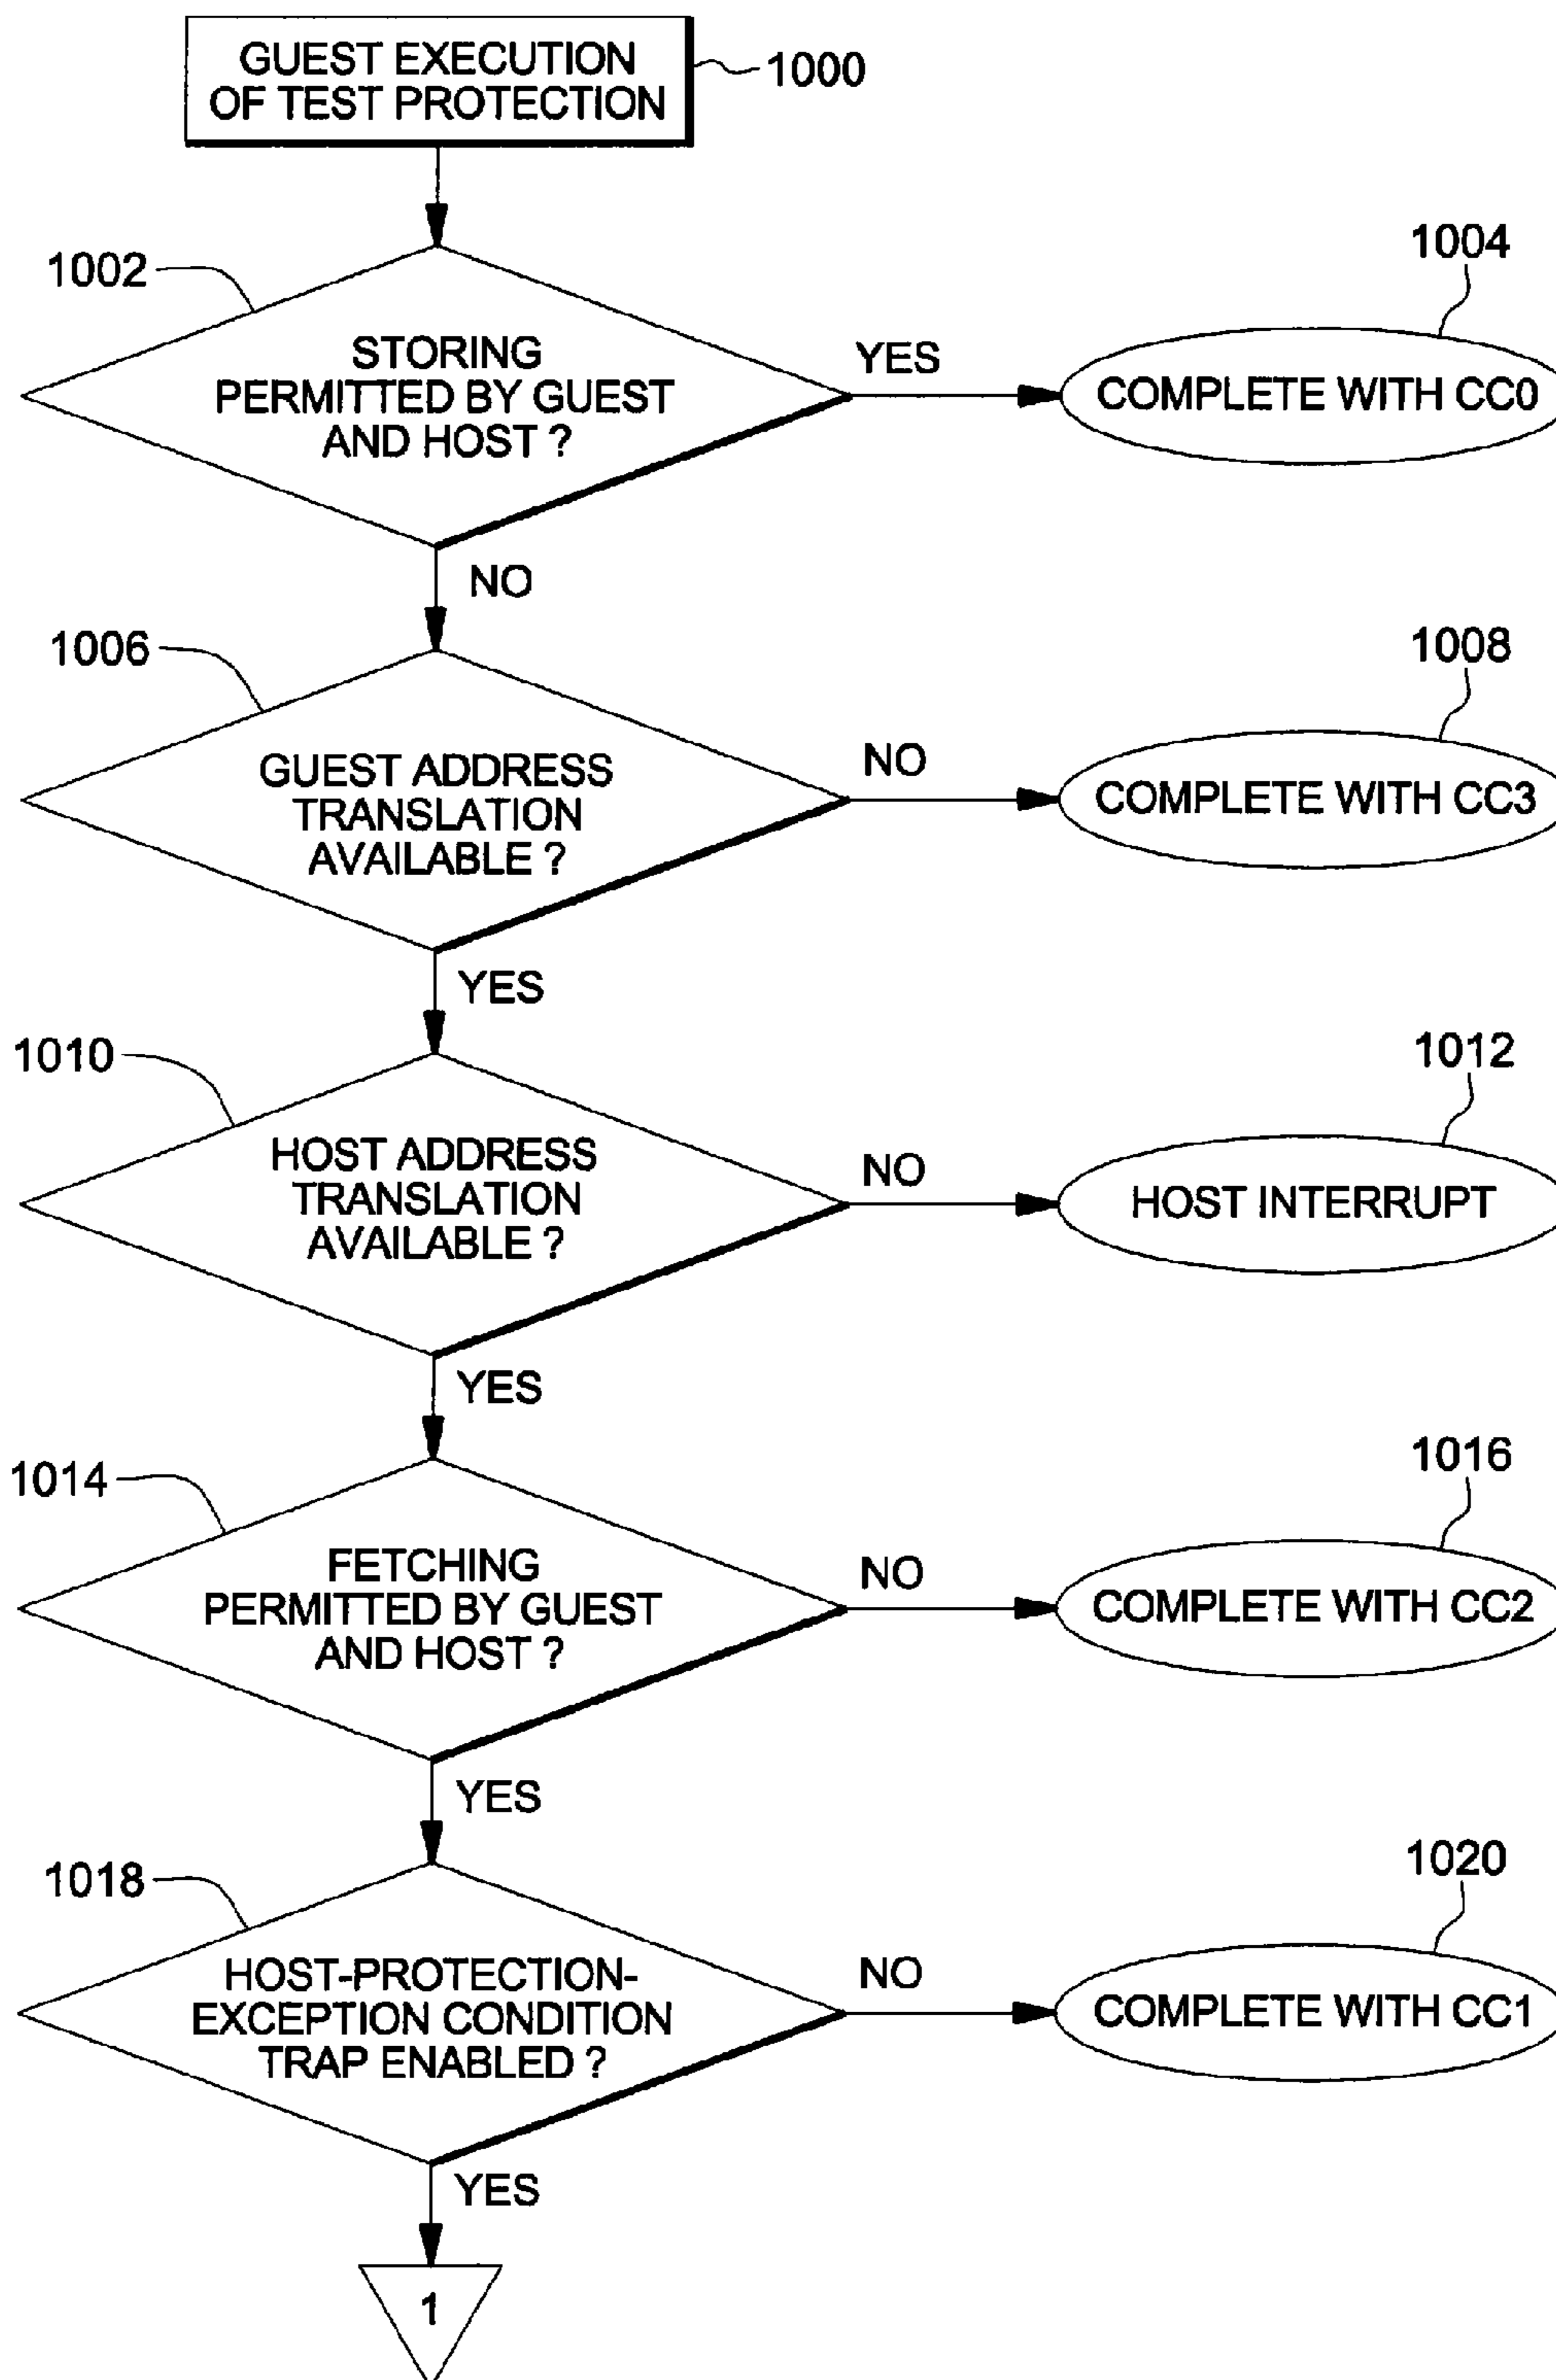 GUEST EXECUTION
OF TEST PROTECTION
1000
1002
STORING
PERMITTED BY GUEST
AND HOST ?
YES
1004
COMPLETE WITH CC0
NO
1006
GUEST ADDRESS
TRANSLATION
AVAILABLE ?
NO
1008
COMPLETE WITH CC3
YES
1010
HOST ADDRESS
TRANSLATION
AVAILABLE ?
NO
1012
HOST INTERRUPT
YES
1014
FETCHING
PERMITTED BY GUEST
AND HOST ?
NO
1016
COMPLETE WITH CC2
YES
1018
HOST-PROTECTION-
EXCEPTION CONDITION
TRAP ENABLED ?
NO
1020
COMPLETE WITH CC1
YES
1